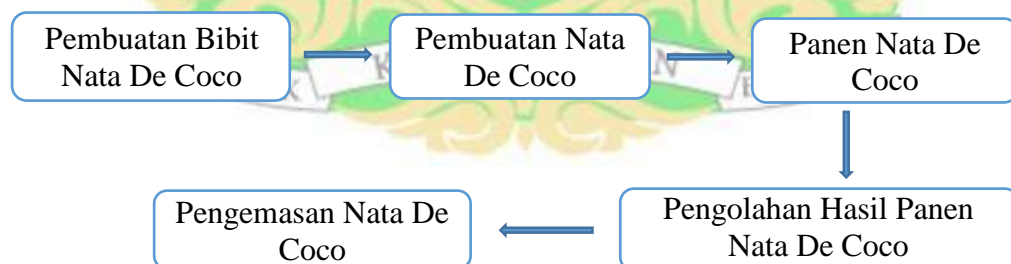 Pembuatan Bibit
Nata De Coco
Pembuatan Nata
De Coco
Panen Nata De
Coco
Pengolahan Hasil Panen
Nata De Coco
Pengemasan Nata De
Coco